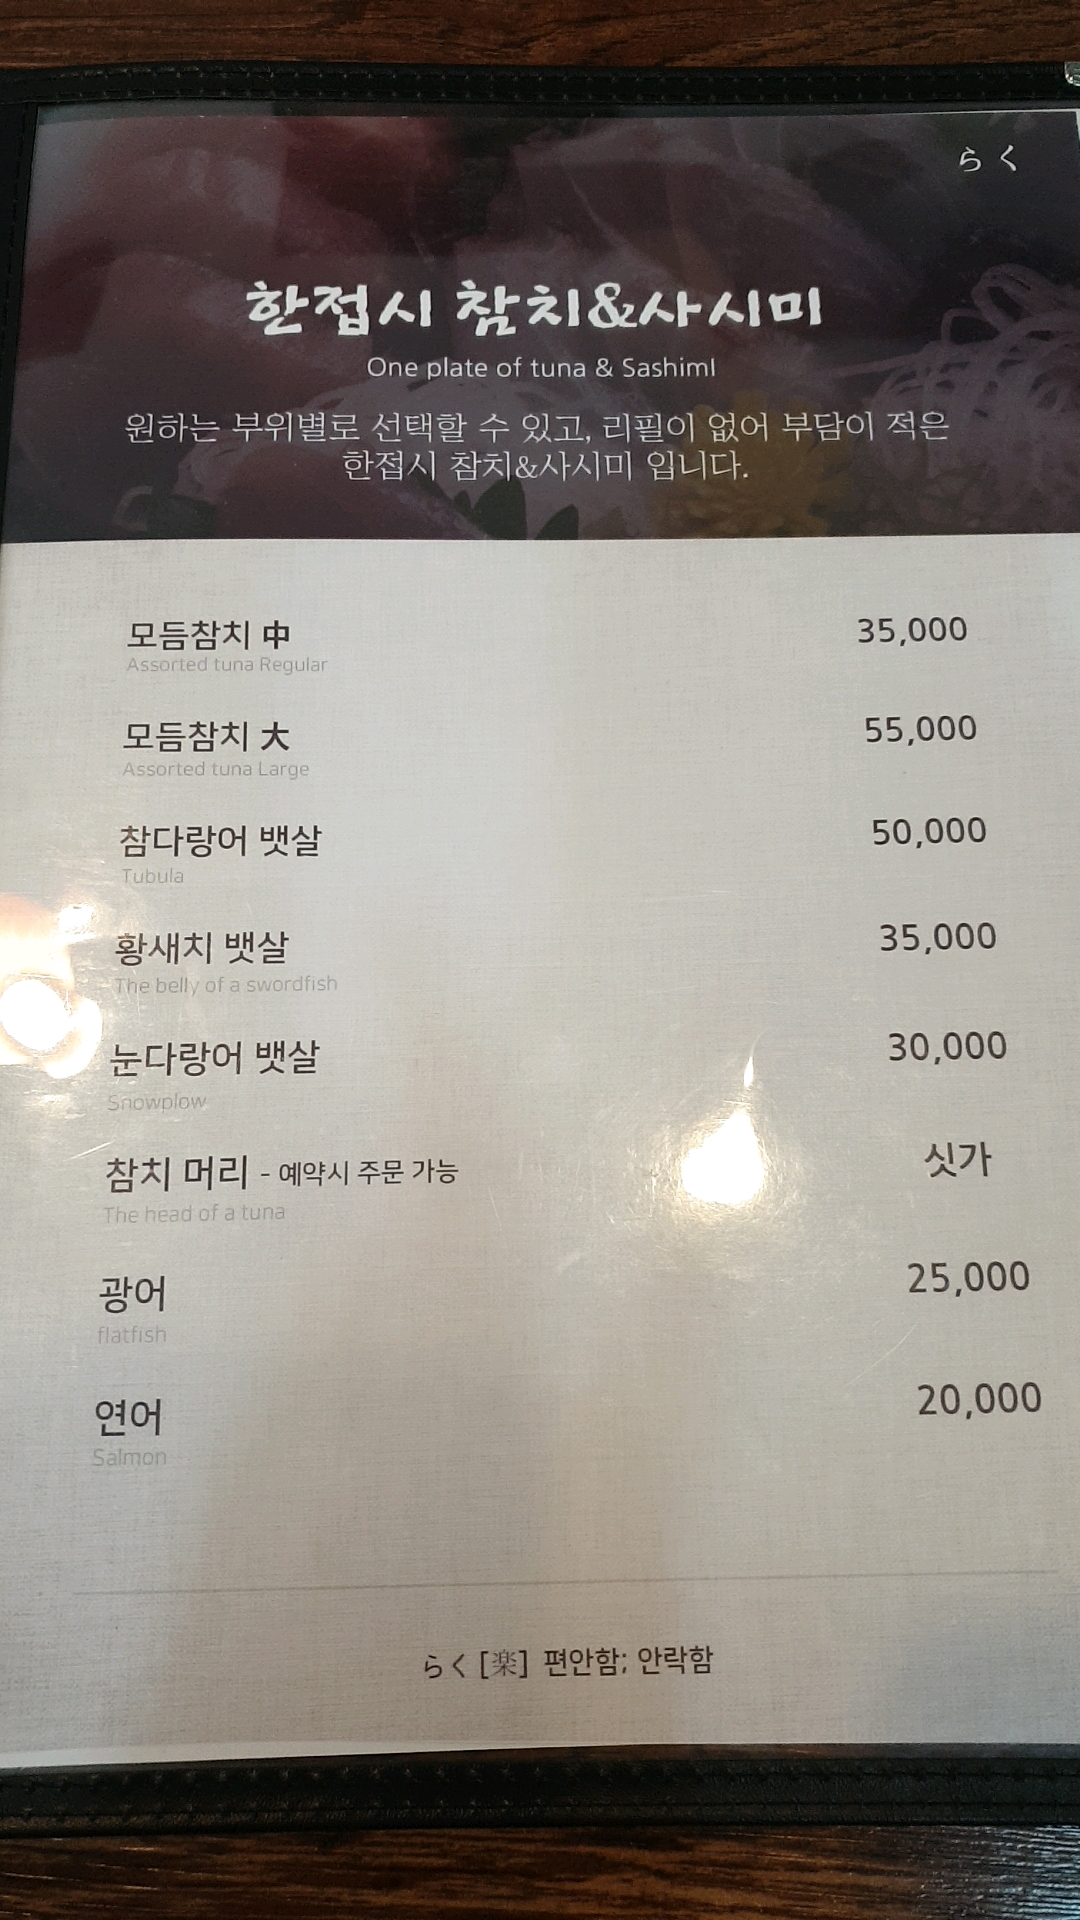 らく
한접시 참치&사시미
One plate of tuna & SashimI
원하는 부위별로 선택할 수 있고, 리필이 없어 부담이 적은
한접시 참치&사시미 입니다.
모듬참치 中 35,000
Assorted tuna Regular
모듬참치 大 55,000
Assorted tuna Large
참다랑어 뱃살 50,000
Tubula
황새치 뱃살 35,000
The belly of a swordfish
눈다랑어 뱃살 30,000
Snowplow
참치 머리 - 예약시 주문 가능 싯가
The head of a tuna
광어 25,000
flatfish
연어 20,000
Salmon
らく [楽] 편안함; 안락함